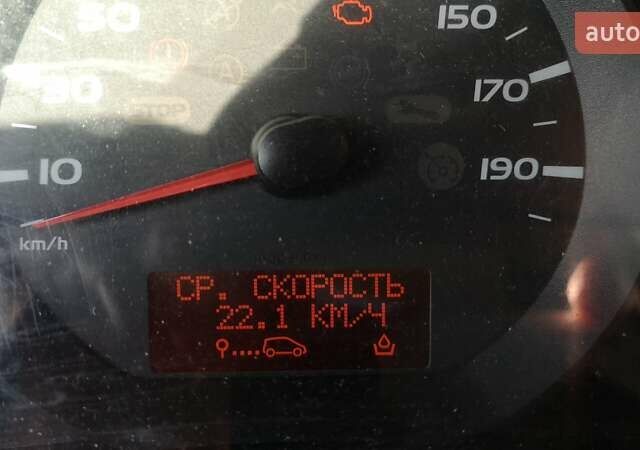 150
auto
170
10
190
km/h
СР. СКОРОСТЬ
22.1 КМ/Ч